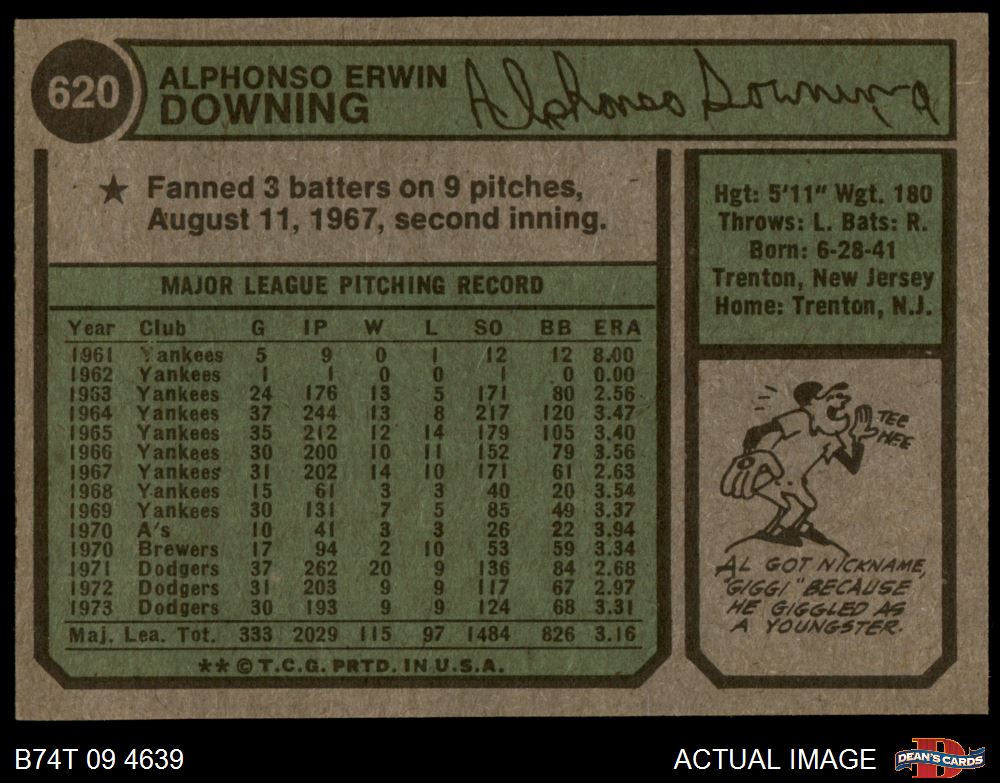 620
ALPHONSO ERWIN
DOWNING
Alphonso Downing
★ Fanned 3 batters on 9 pitches,
August 11, 1967, second inning.
MAJOR LEAGUE PITCHING RECORD
Year Club G IP W L SO BB ERA
1961 Yankees 5 9 0 1 12 12 8.00
1962 Yankees 1 1 0 0 1 0 0.00
1963 Yankees 24 176 13 5 171 80 2.56
1964 Yankees 37 244 13 8 217 120 3.47
1965 Yankees 35 212 12 14 179 105 3.40
1966 Yankees 30 200 10 11 152 79 3.56
1967 Yankees 31 202 14 10 171 61 2.63
1968 Yankees 15 61 3 3 40 20 3.54
1969 Yankees 30 131 7 5 85 49 3.37
1970 A's 10 41 3 3 26 22 3.94
1970 Brewers 17 94 2 10 53 59 3.34
1971 Dodgers 37 262 20 9 136 84 2.68
1972 Dodgers 31 203 9 9 117 67 2.97
1973 Dodgers 30 193 9 9 124 68 3.31
Maj. Lea. Tot. 333 2029 115 97 1484 826 3.16
** © T.C.G. PRTD. IN U.S.A.
Hgt: 5'11" Wgt. 180
Throws: L. Bats: R.
Born: 6-28-41
Trenton, New Jersey
Home: Trenton, N.J.
TEE
HEE
AL GOT NICKNAME,
"GIGGI" BECAUSE
HE GIGGLED AS
A YOUNGSTER.
B74T 09 4639
ACTUAL IMAGE
D
DEAN'S CARDS